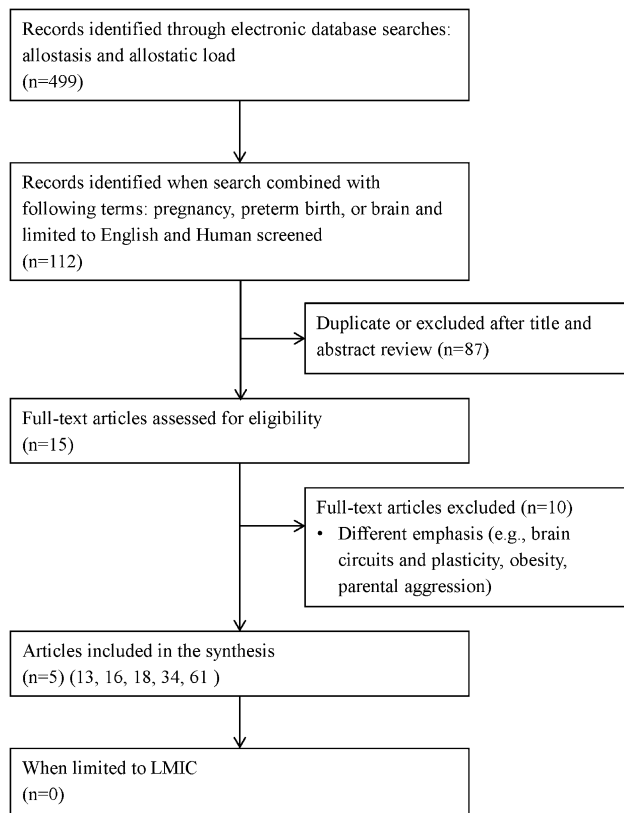 Records identified through electronic database searches:
allostasis and allostatic load
(n=499)
Records identified when search combined with
following terms: pregnancy, preterm birth, or brain and
limited to English and Human screened
(n=112)
Duplicate or excluded after title and
abstract review (n=87)
Full-text articles assessed for eligibility
(n=15)
Full-text articles excluded (n=10)
• Different emphasis (e.g., brain
circuits and plasticity, obesity,
parental aggression)
Articles included in the synthesis
(n=5) (13, 16, 18, 34, 61 )
When limited to LMIC
(n=0)